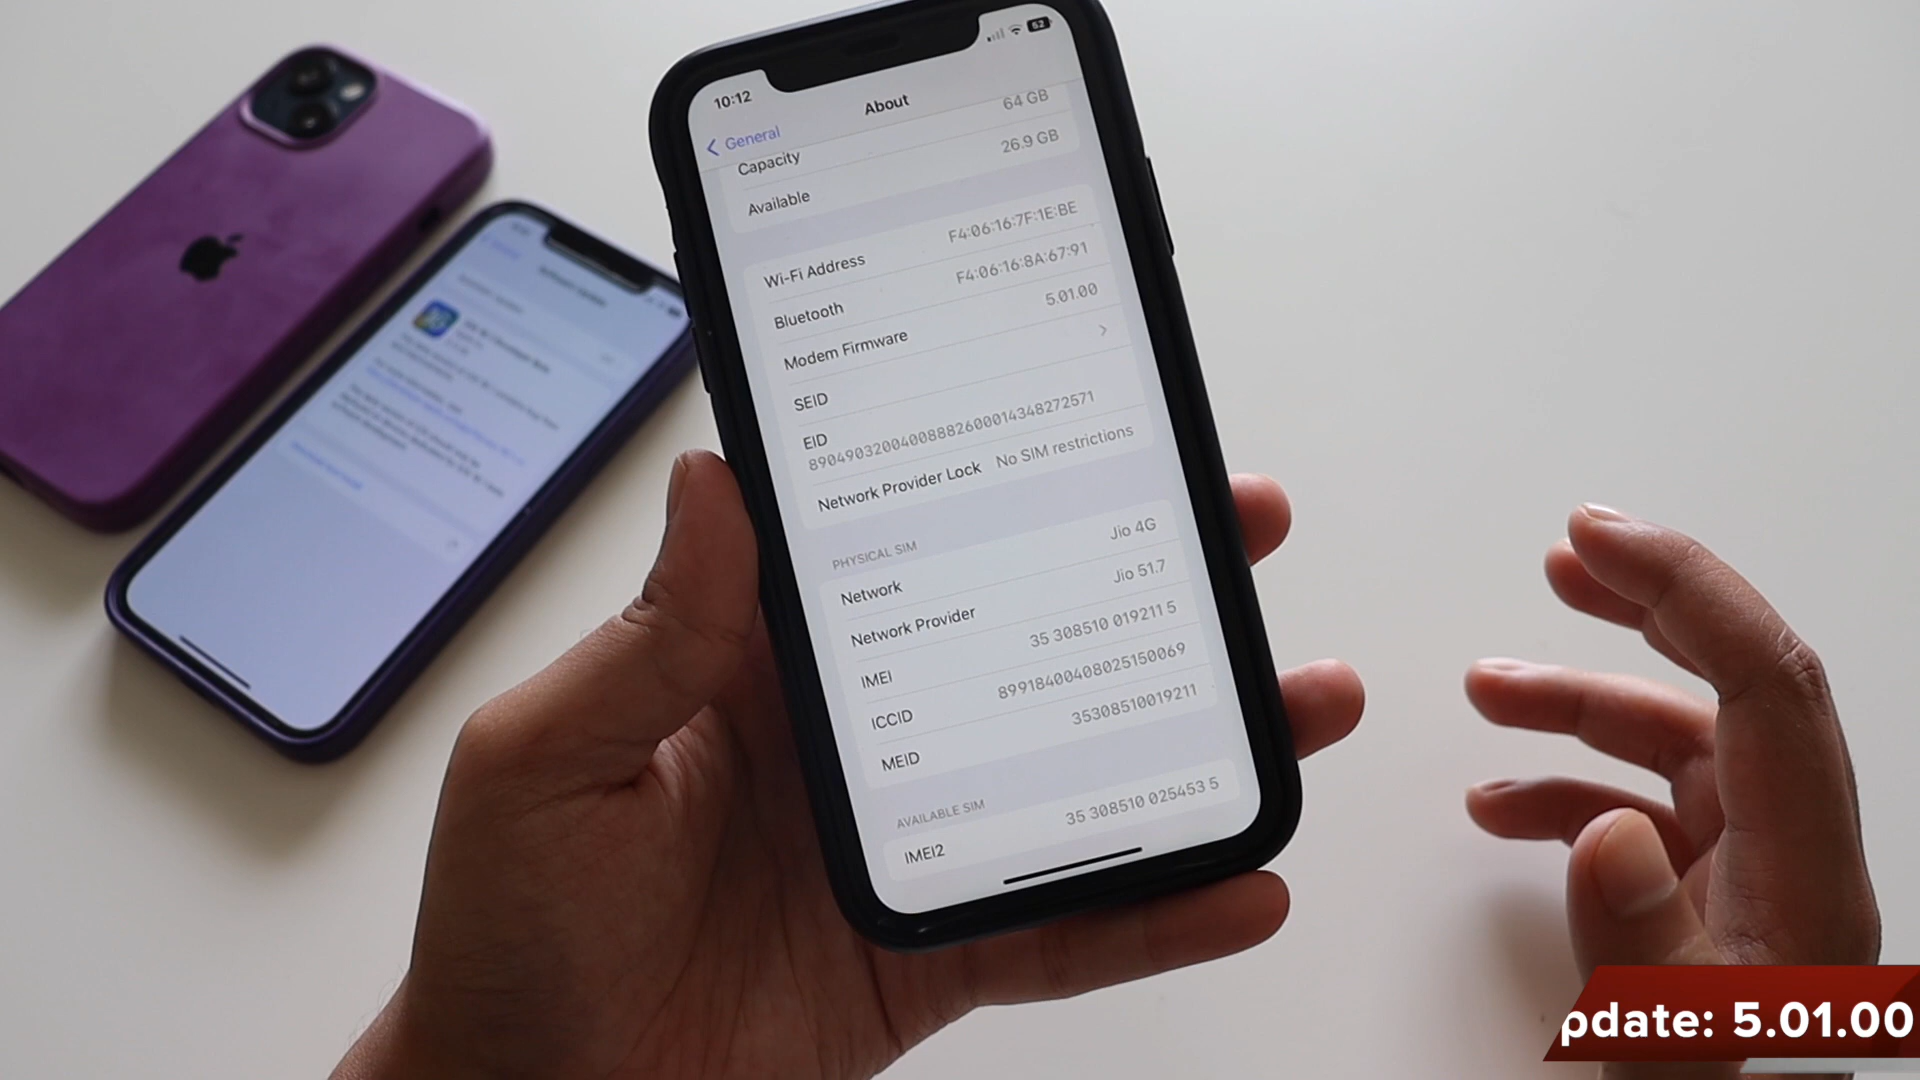 10:12
62
General
About
64 GB
Capacity
26.9 GB
Available
Wi-Fi Address F4:06:16:7F:1E:BE
Bluetooth F4:06:16:8A:67:91
Modem Firmware 5.01.00
SEID
EID
89049032004008882600014348272571
Network Provider Lock No SIM restrictions
PHYSICAL SIM
Network Jio 4G
Network Provider Jio 51.7
IMEI 35 308510 019211 5
ICCID 89918400408025150069
MEID 35308510019211
AVAILABLE SIM
IMEI2 35 308510 025453 5
pdate: 5.01.00